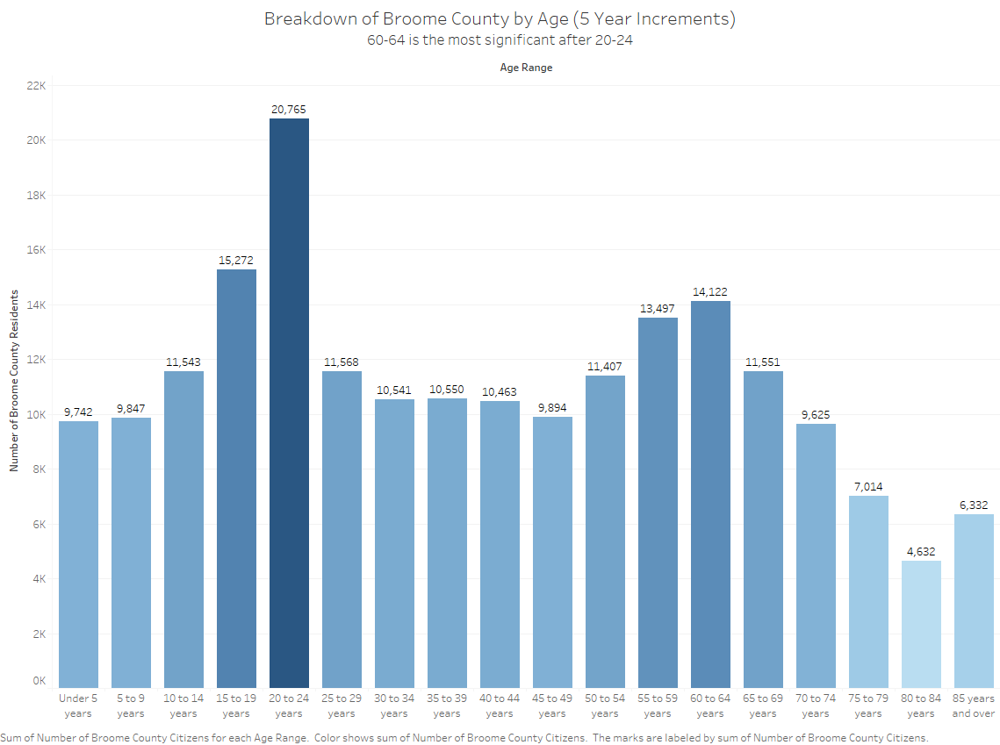 Breakdown of Broome County by Age (5 Year Increments)
60-64 is the most significant after 20-24
Age Range
Number of Broome County Residents
22K
20K
18K
16K
14K
12K
10K
8K
6K
4K
2K
0K
9,742
9,847
11,543
15,272
20,765
11,568
10,541
10,550
10,463
9,894
11,407
13,497
14,122
11,551
9,625
7,014
4,632
6,332
Under 5 years
5 to 9 years
10 to 14 years
15 to 19 years
20 to 24 years
25 to 29 years
30 to 34 years
35 to 39 years
40 to 44 years
45 to 49 years
50 to 54 years
55 to 59 years
60 to 64 years
65 to 69 years
70 to 74 years
75 to 79 years
80 to 84 years
85 years and over
Sum of Number of Broome County Citizens for each Age Range. Color shows sum of Number of Broome County Citizens. The marks are labeled by sum of Number of Broome County Citizens.